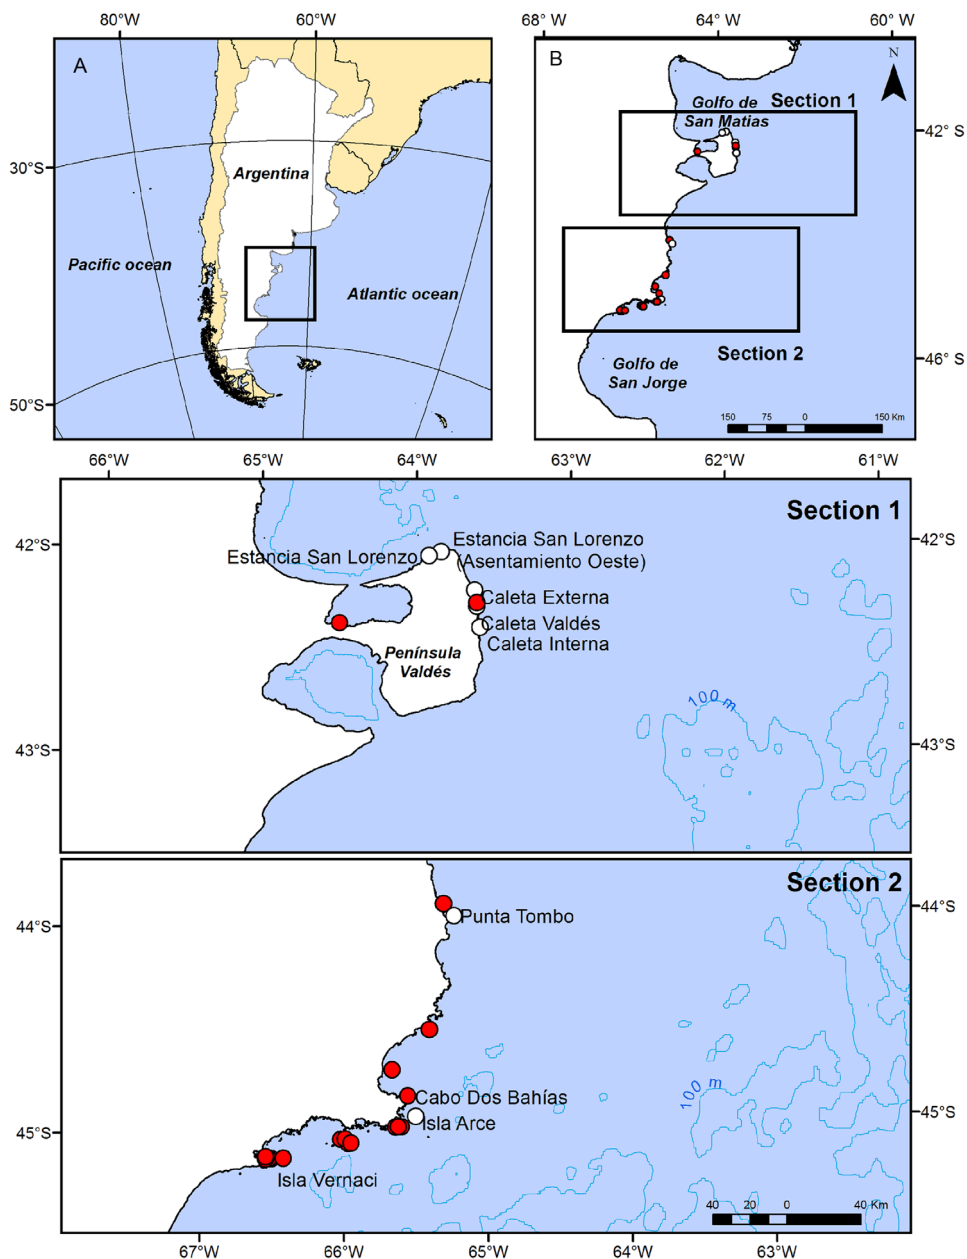 80°W 60°W
68°W 64°W 60°W
A
B
N
Golfo de
San Matias
Section 1
42°S
30°S
Argentina
Pacific ocean
Atlantic ocean
Section 2
46°S
Golfo de
San Jorge
50°S
150 75 0 150 Km
66°W 65°W 64°W 63°W 62°W 61°W
Section 1
42°S
42°S
Estancia San Lorenzo
Estancia San Lorenzo
(Asentamiento Oeste)
Caleta Externa
Caleta Valdés
Caleta Interna
Península
Valdés
100 m
43°S
43°S
Section 2
44°S
44°S
Punta Tombo
100 m
Cabo Dos Bahías
Isla Arce
45°S
45°S
Isla Vernaci
40 20 0 40 Km
67°W 66°W 65°W 64°W 63°W 62°W